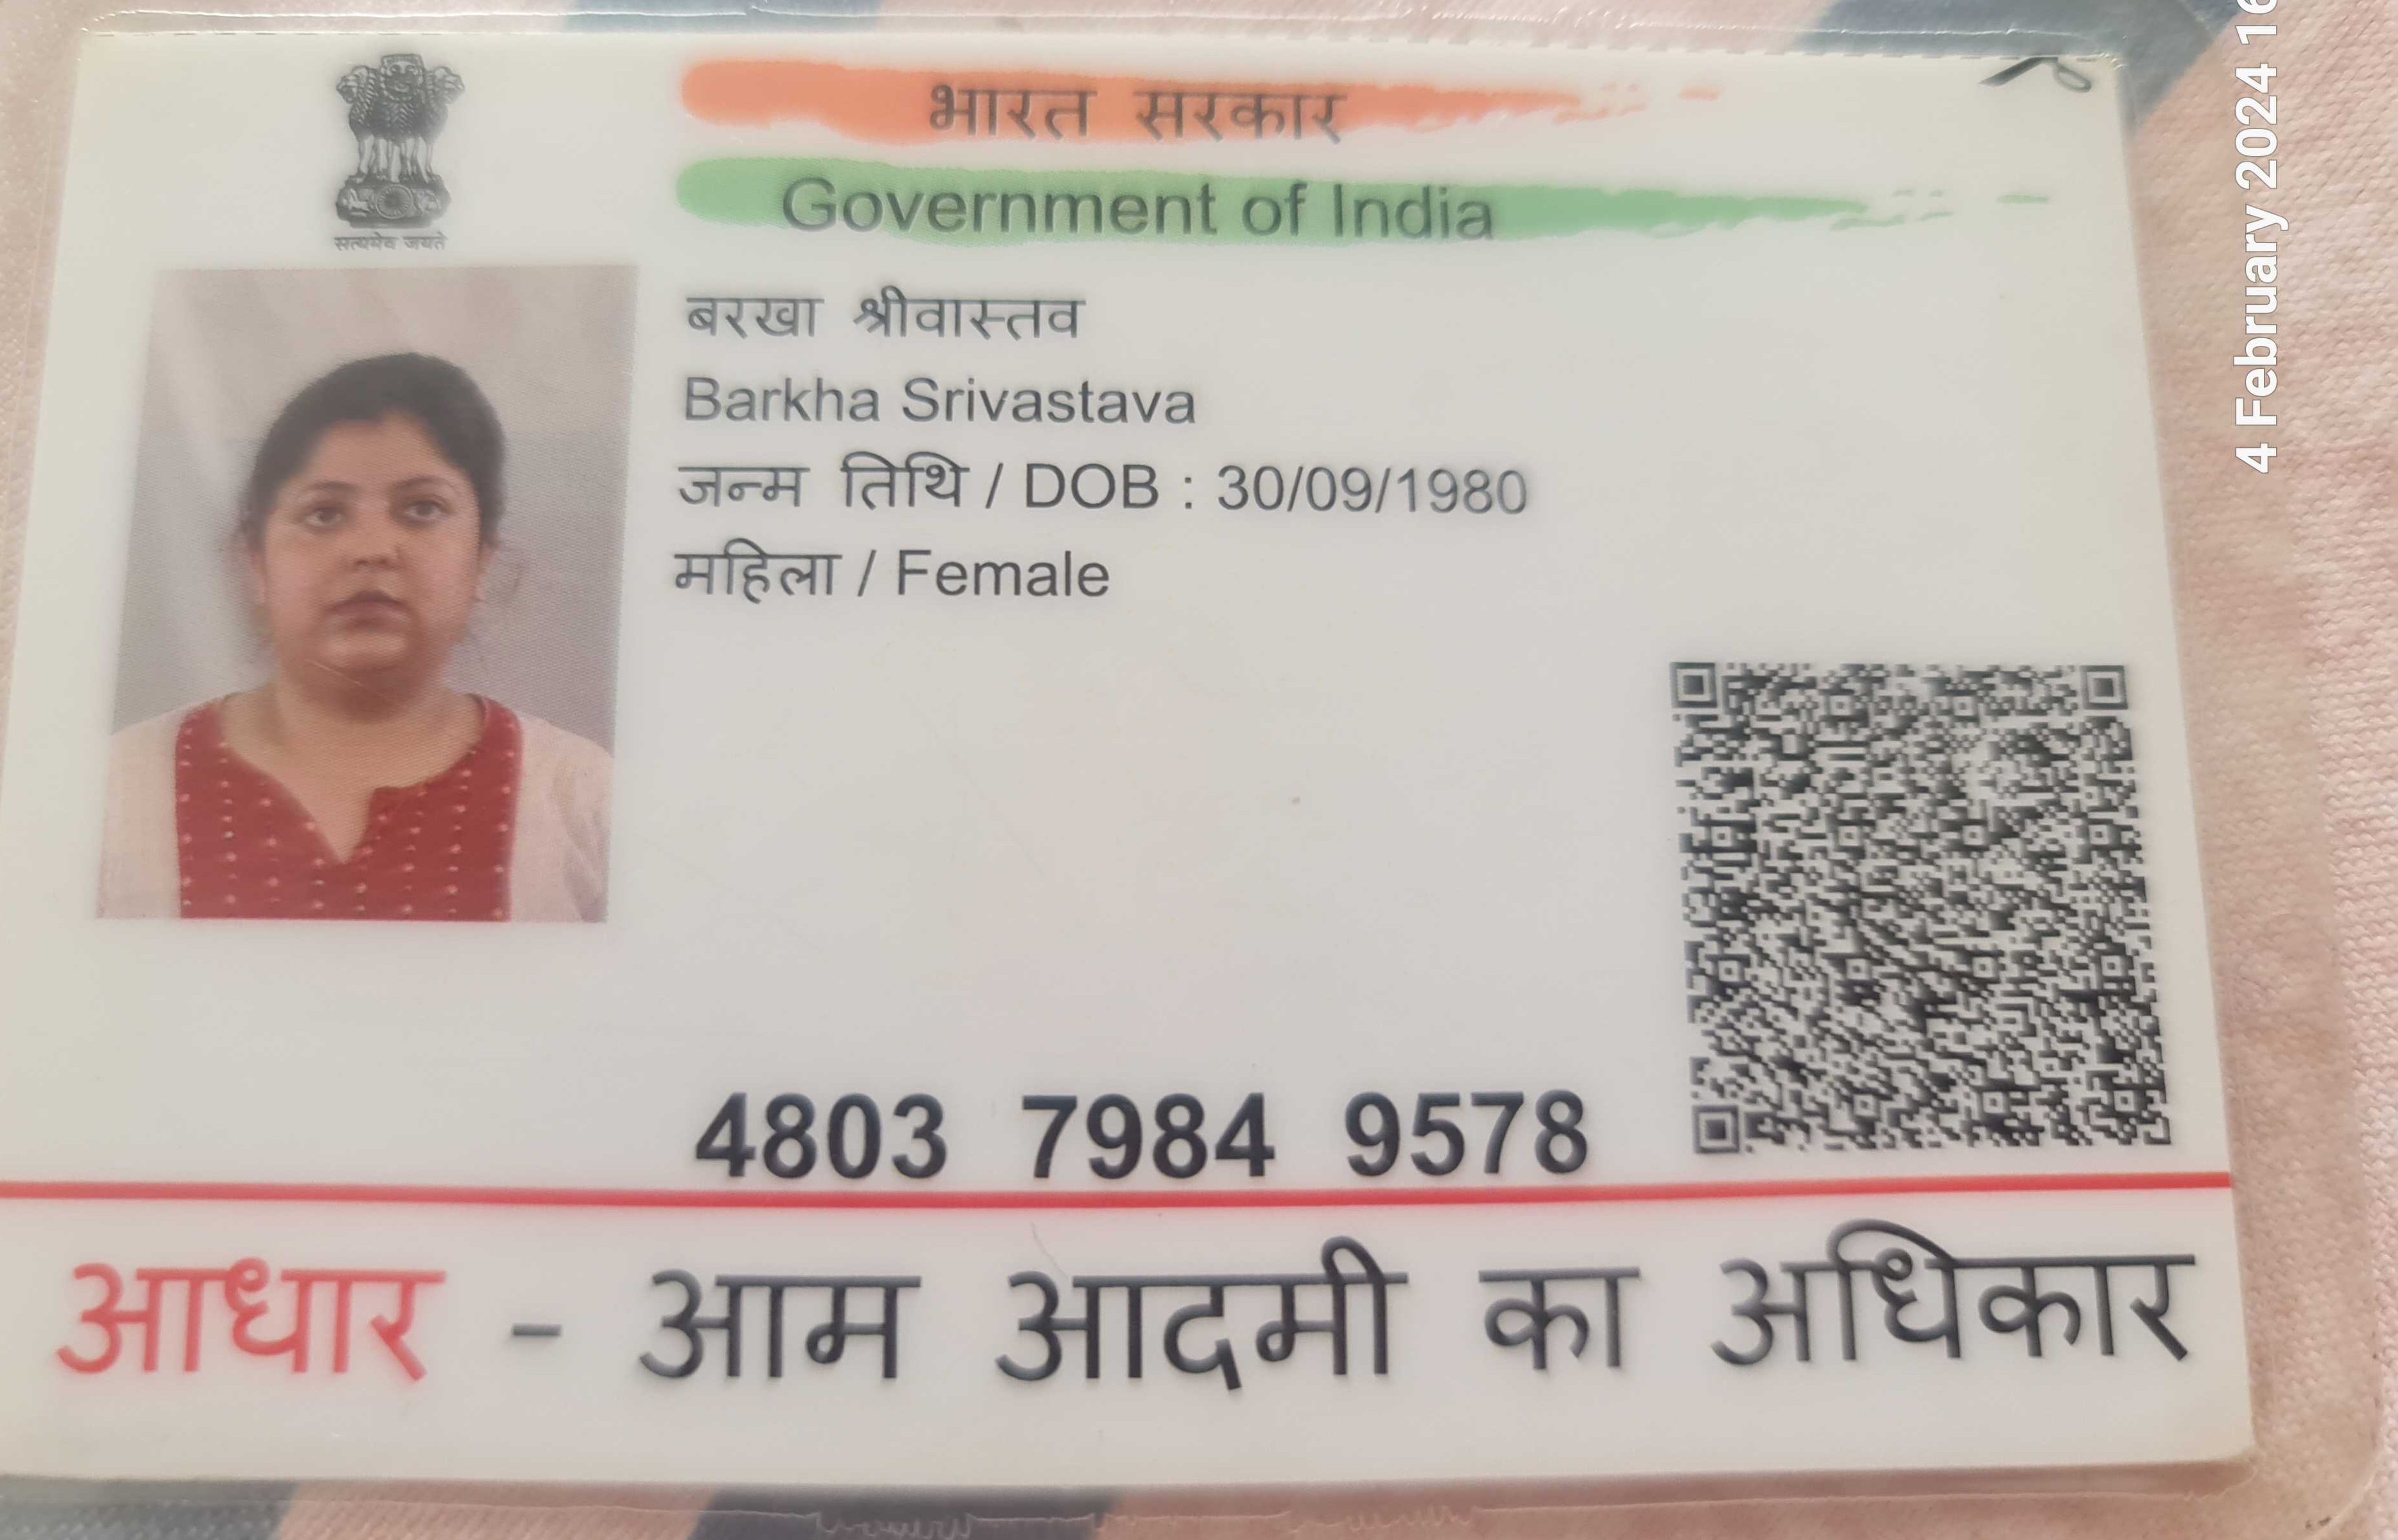 भारत सरकार
Government of India
सत्यमेव जयते
बरखा श्रीवास्तव
Barkha Srivastava
जन्म तिथि / DOB : 30/09/1980
महिला / Female
4803 7984 9578
आधार - आम आदमी का अधिकार
4 February 2024 16